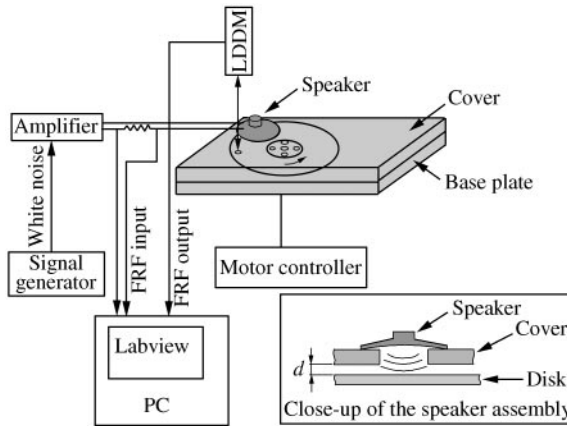 LDDM
Speaker
Cover
Amplifier
Base plate
White noise
FRF input
FRF output
Signal
generator
Motor controller
Labview
PC
Speaker
Cover
d
Disk
Close-up of the speaker assembly